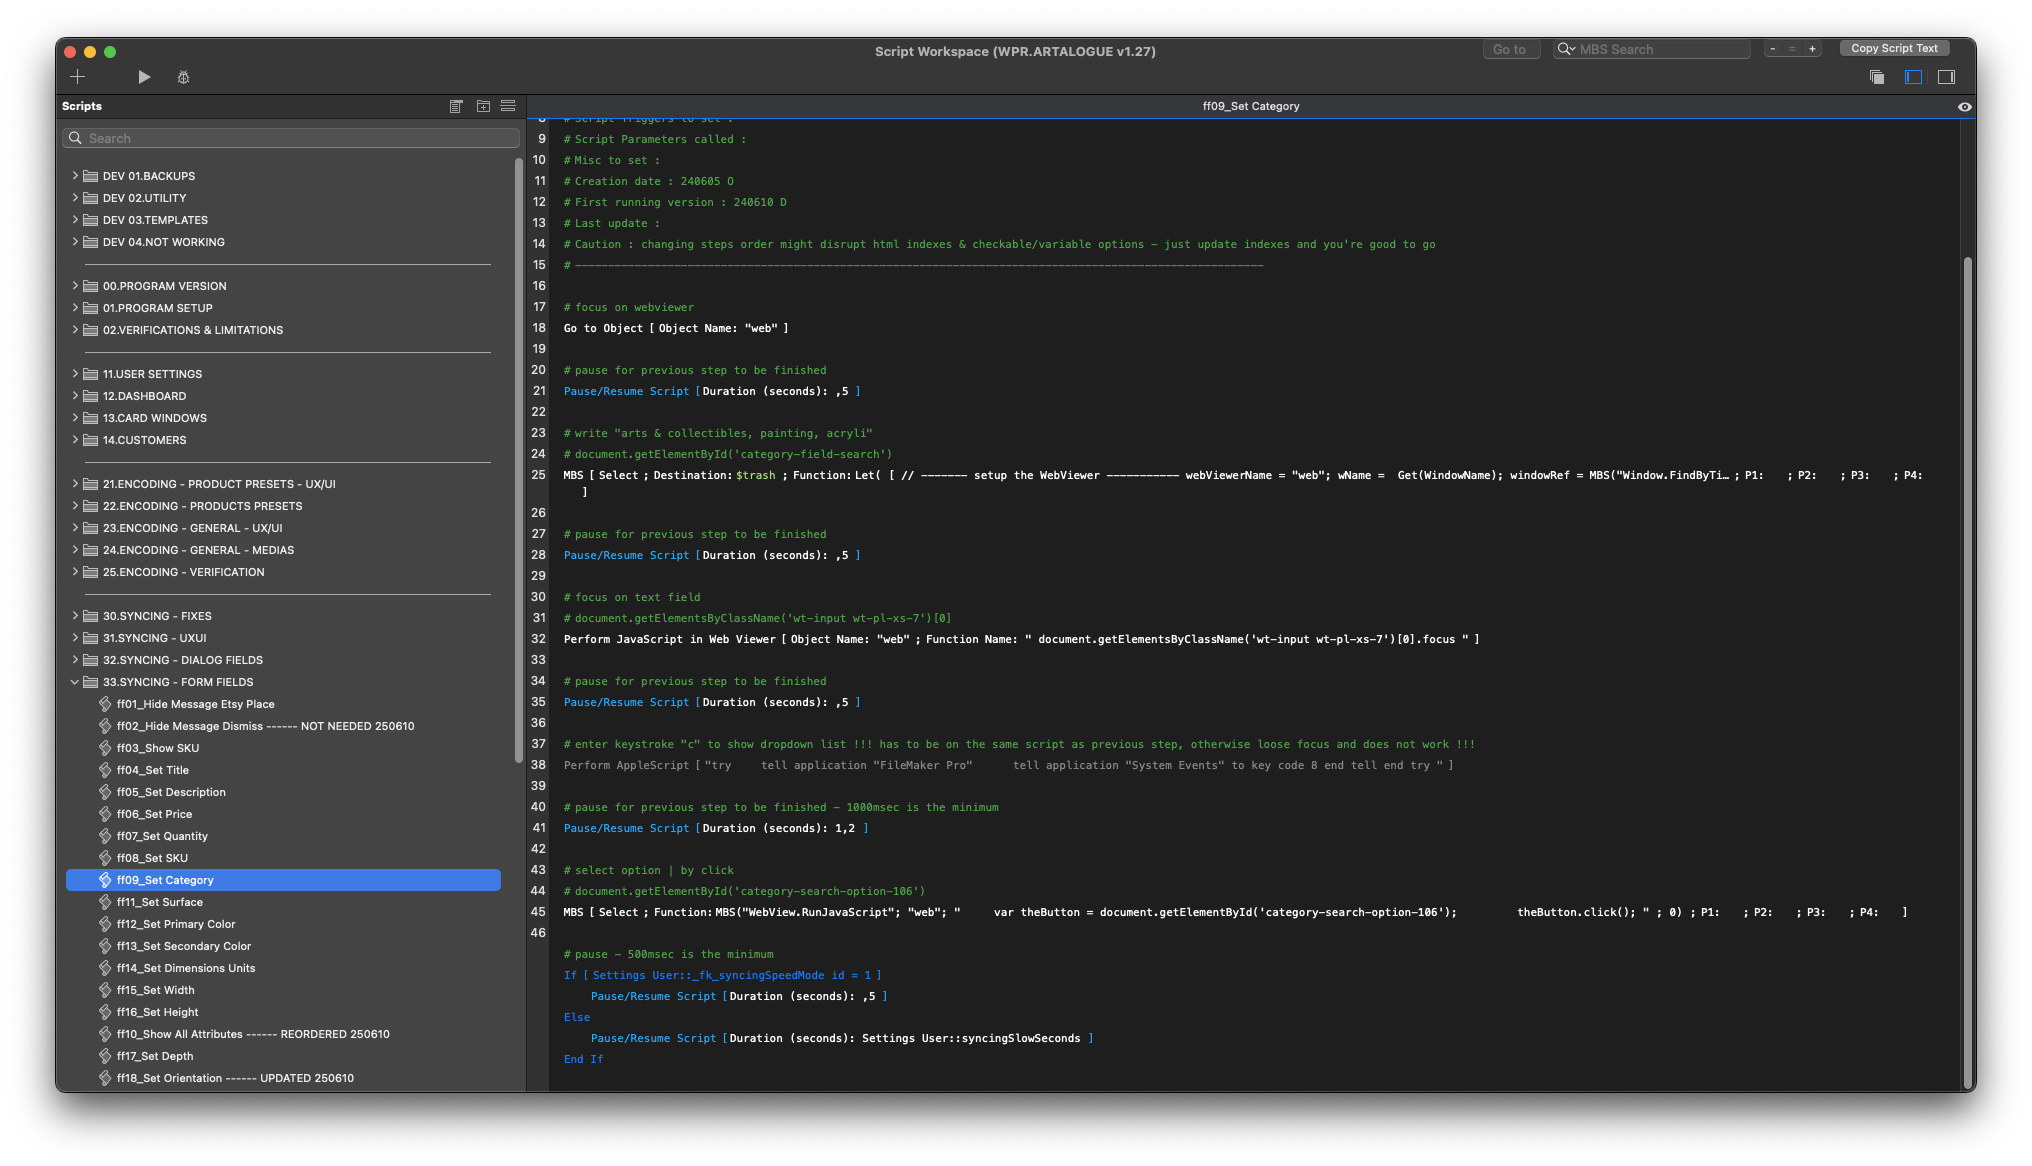 Script Workspace (WPR.ARTALOGUE v1.27)
Go to
MBS Search
- = +
Copy Script Text
Scripts
ff09_Set Category
Search
DEV 01.BACKUPS
DEV 02.UTILITY
DEV 03.TEMPLATES
DEV 04.NOT WORKING
00.PROGRAM VERSION
01.PROGRAM SETUP
02.VERIFICATIONS & LIMITATIONS
11.USER SETTINGS
12.DASHBOARD
13.CARD WINDOWS
14.CUSTOMERS
21.ENCODING - PRODUCT PRESETS - UX/UI
22.ENCODING - PRODUCTS PRESETS
23.ENCODING - GENERAL - UX/UI
24.ENCODING - GENERAL - MEDIAS
25.ENCODING - VERIFICATION
30.SYNCING - FIXES
31.SYNCING - UXUI
32.SYNCING - DIALOG FIELDS
33.SYNCING - FORM FIELDS
ff01_Hide Message Etsy Place
ff02_Hide Message Dismiss ------ NOT NEEDED 250610
ff03_Show SKU
ff04_Set Title
ff05_Set Description
ff06_Set Price
ff07_Set Quantity
ff08_Set SKU
ff09_Set Category
ff11_Set Surface
ff12_Set Primary Color
ff13_Set Secondary Color
ff14_Set Dimensions Units
ff15_Set Width
ff16_Set Height
ff10_Show All Attributes ------ REORDERED 250610
ff17_Set Depth
ff18_Set Orientation ------ UPDATED 250610
8 # Script Triggers to set :
9 # Script Parameters called :
10 # Misc to set :
11 # Creation date : 240605 O
12 # First running version : 240610 D
13 # Last update :
14 # Caution : changing steps order might disrupt html indexes & checkable/variable options – just update indexes and you're good to go
15 # ––––––––––––––––––––––––––––––––––––––––––––––––––––––––––––––––––––––––––––––––––––––––––––––––––––––––
16
17 # focus on webviewer
18 Go to Object [ Object Name: "web" ]
19
20 # pause for previous step to be finished
21 Pause/Resume Script [ Duration (seconds): ,5 ]
22
23 # write "arts & collectibles, painting, acryli"
24 # document.getElementById('category-field-search')
25 MBS [ Select ; Destination: $trash ; Function: Let( [ // ––––––– setup the WebViewer ––––––––––– webViewerName = "web"; wName = Get(WindowName); windowRef = MBS("Window.FindByTi… ; P1: ; P2: ; P3: ; P4:
]
26
27 # pause for previous step to be finished
28 Pause/Resume Script [ Duration (seconds): ,5 ]
29
30 # focus on text field
31 # document.getElementsByClassName('wt-input wt-pl-xs-7')[0]
32 Perform JavaScript in Web Viewer [ Object Name: "web" ; Function Name: " document.getElementsByClassName('wt-input wt-pl-xs-7')[0].focus " ]
33
34 # pause for previous step to be finished
35 Pause/Resume Script [ Duration (seconds): ,5 ]
36
37 # enter keystroke "c" to show dropdown list !!! has to be on the same script as previous step, otherwise loose focus and does not work !!!
38 Perform AppleScript [ "try tell application "FileMaker Pro" tell application "System Events" to key code 8 end tell end try " ]
39
40 # pause for previous step to be finished – 1000msec is the minimum
41 Pause/Resume Script [ Duration (seconds): 1,2 ]
42
43 # select option | by click
44 # document.getElementById('category-search-option-106')
45 MBS [ Select ; Function: MBS("WebView.RunJavaScript"; "web"; " var theButton = document.getElementById('category-search-option-106'); theButton.click(); " ; 0) ; P1: ; P2: ; P3: ; P4: ]
46
# pause – 500msec is the minimum
If [ Settings User::_fk_syncingSpeedMode id = 1 ]
Pause/Resume Script [ Duration (seconds): ,5 ]
Else
Pause/Resume Script [ Duration (seconds): Settings User::syncingSlowSeconds ]
End If